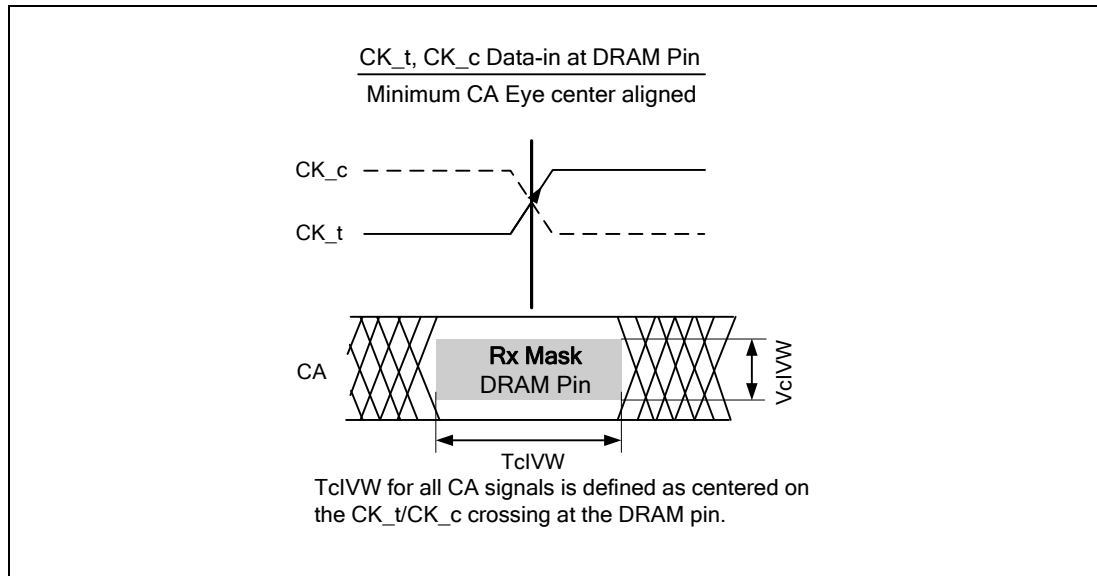 CK_t, CK_c Data-in at DRAM Pin
Minimum CA Eye center aligned
CK_c
CK_t
CA
Rx Mask
DRAM Pin
VcIVW
TcIVW
TcIVW for all CA signals is defined as centered on
the CK_t/CK_c crossing at the DRAM pin.